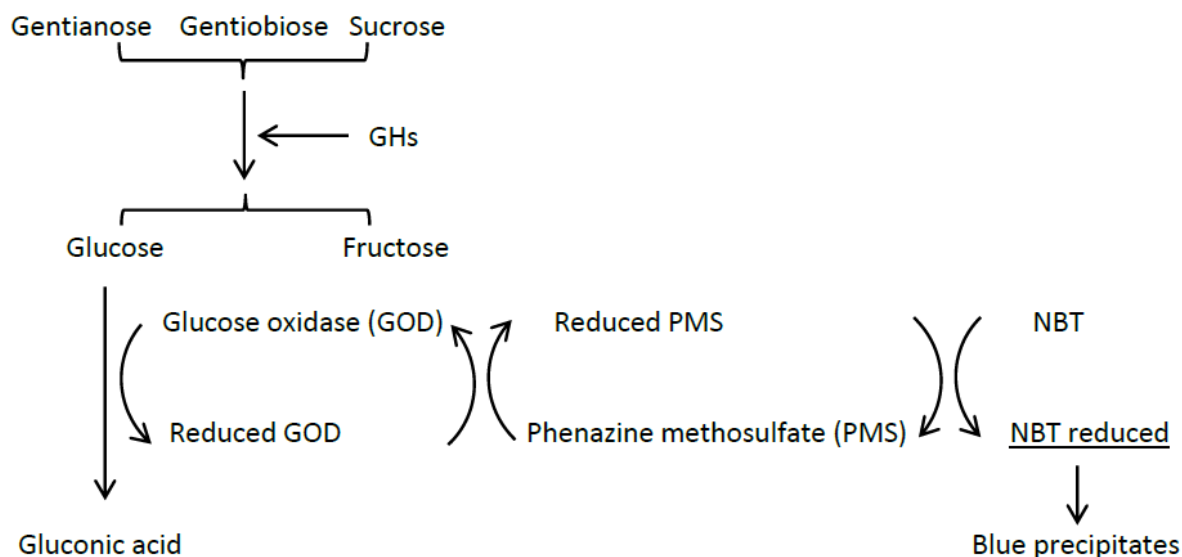 Gentianose Gentiobiose Sucrose
GHs
Glucose Fructose
Glucose oxidase (GOD) Reduced PMS NBT
Reduced GOD Phenazine methosulfate (PMS) NBT reduced
Gluconic acid Blue precipitates